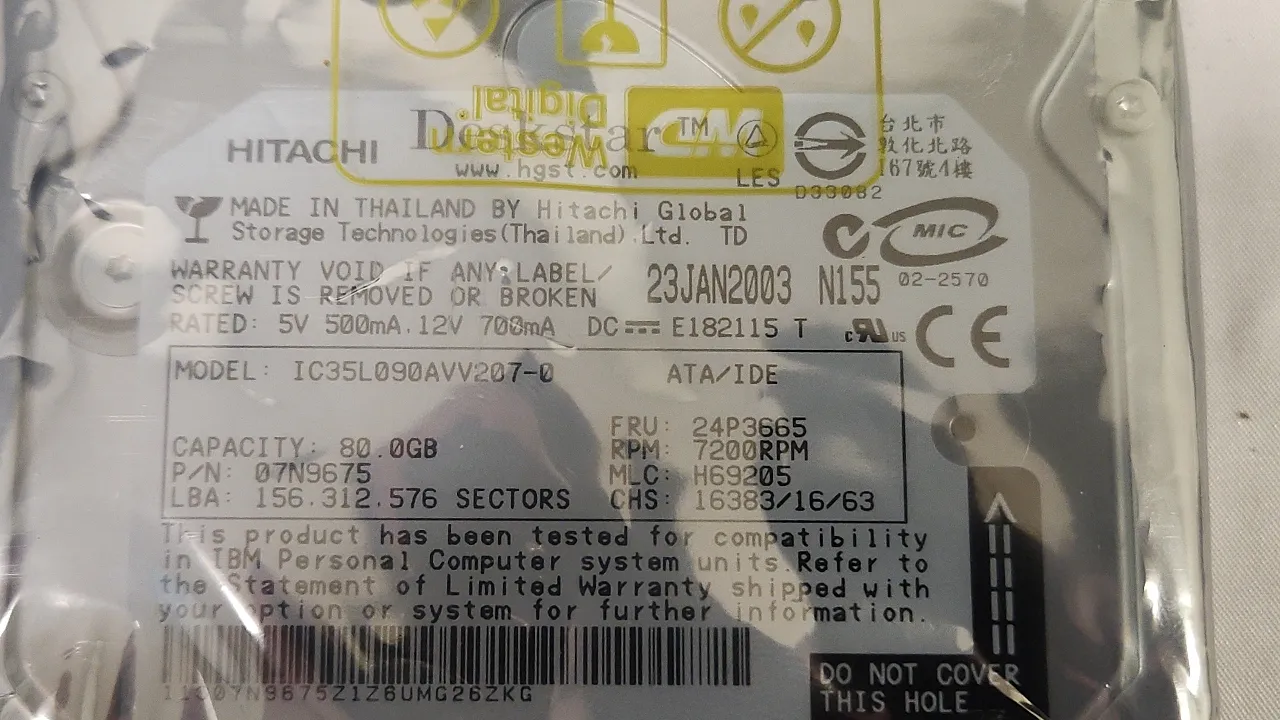 Western
Digital
WD
HITACHI
Deskstar™
www.hgst.com
LES
D33082
台北市
敦化北路
167號4樓
MADE IN THAILAND BY Hitachi Global
Storage Technologies(Thailand).Ltd. TD
MIC
WARRANTY VOID IF ANY LABEL/
SCREW IS REMOVED OR BROKEN
23JAN2003 N155
02-2570
RATED: 5V 500mA.12V 700mA DC E182115 T
c RU US
CE
MODEL: IC35L090AVV207-0 ATA/IDE
FRU: 24P3665
CAPACITY: 80.0GB RPM: 7200RPM
P/N: 07N9675 MLC: H69205
LBA: 156.312.576 SECTORS CHS: 16383/16/63
This product has been tested for compatibility
in IBM Personal Computer system units.Refer to
the Statement of Limited Warranty shipped with
your option or system for further information.
11S07N9675Z1Z6UMG26ZKG
DO NOT COVER
THIS HOLE